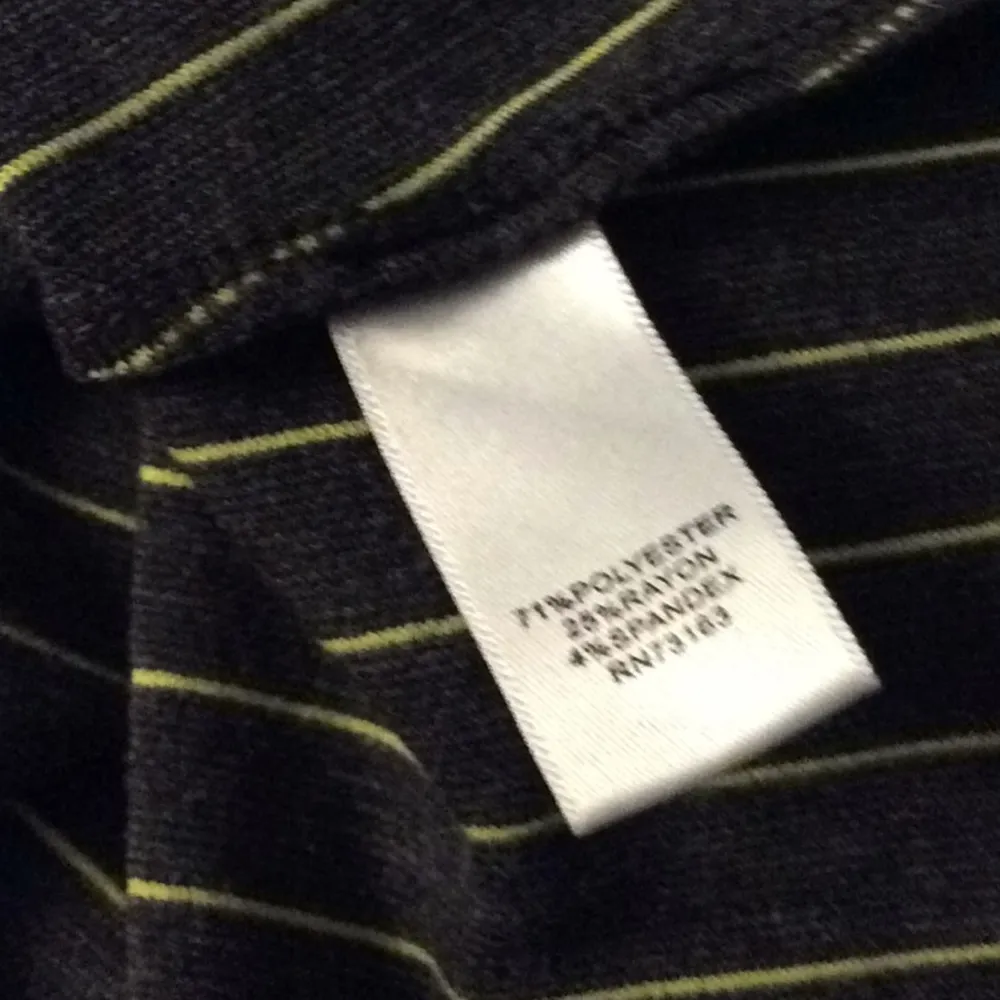 71%POLYESTER
25%RAYON
4%SPANDEX
RN73163